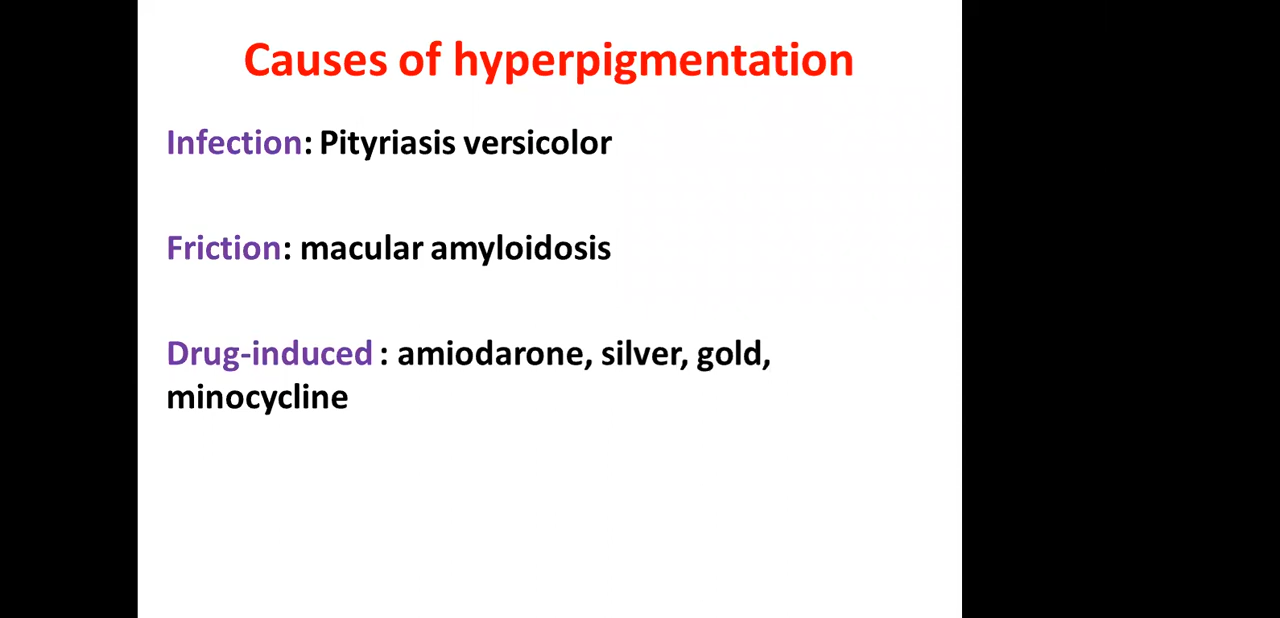 Causes of hyperpigmentation
Infection: Pityriasis versicolor
Friction: macular amyloidosis
Drug-induced : amiodarone, silver, gold,
minocycline